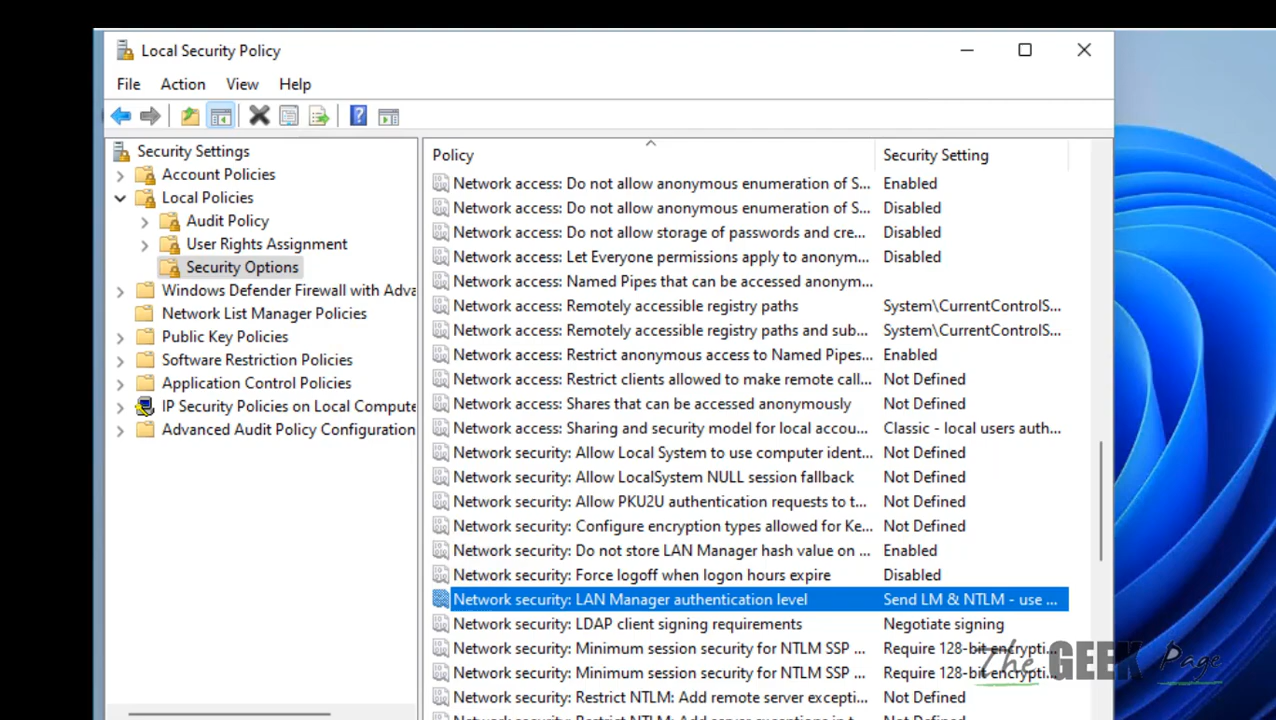 Local Security Policy
File Action View Help
Security Settings
Account Policies
Local Policies
Audit Policy
User Rights Assignment
Security Options
Windows Defender Firewall with Adva
Network List Manager Policies
Public Key Policies
Software Restriction Policies
Application Control Policies
IP Security Policies on Local Compute
Advanced Audit Policy Configuration
Policy Security Setting
Network access: Do not allow anonymous enumeration of S... Enabled
Network access: Do not allow anonymous enumeration of S... Disabled
Network access: Do not allow storage of passwords and cre... Disabled
Network access: Let Everyone permissions apply to anonym... Disabled
Network access: Named Pipes that can be accessed anonym...
Network access: Remotely accessible registry paths System\CurrentControlS...
Network access: Remotely accessible registry paths and sub... System\CurrentControlS...
Network access: Restrict anonymous access to Named Pipes... Enabled
Network access: Restrict clients allowed to make remote call... Not Defined
Network access: Shares that can be accessed anonymously Not Defined
Network access: Sharing and security model for local accou... Classic - local users auth...
Network security: Allow Local System to use computer ident... Not Defined
Network security: Allow LocalSystem NULL session fallback Not Defined
Network security: Allow PKU2U authentication requests to t... Not Defined
Network security: Configure encryption types allowed for Ke... Not Defined
Network security: Do not store LAN Manager hash value on ... Enabled
Network security: Force logoff when logon hours expire Disabled
Network security: LAN Manager authentication level Send LM & NTLM - use ...
Network security: LDAP client signing requirements Negotiate signing
Network security: Minimum session security for NTLM SSP ... Require 128-bit encrypti...
Network security: Minimum session security for NTLM SSP ... Require 128-bit encrypti...
Network security: Restrict NTLM: Add remote server excepti... Not Defined
The GEEK Page